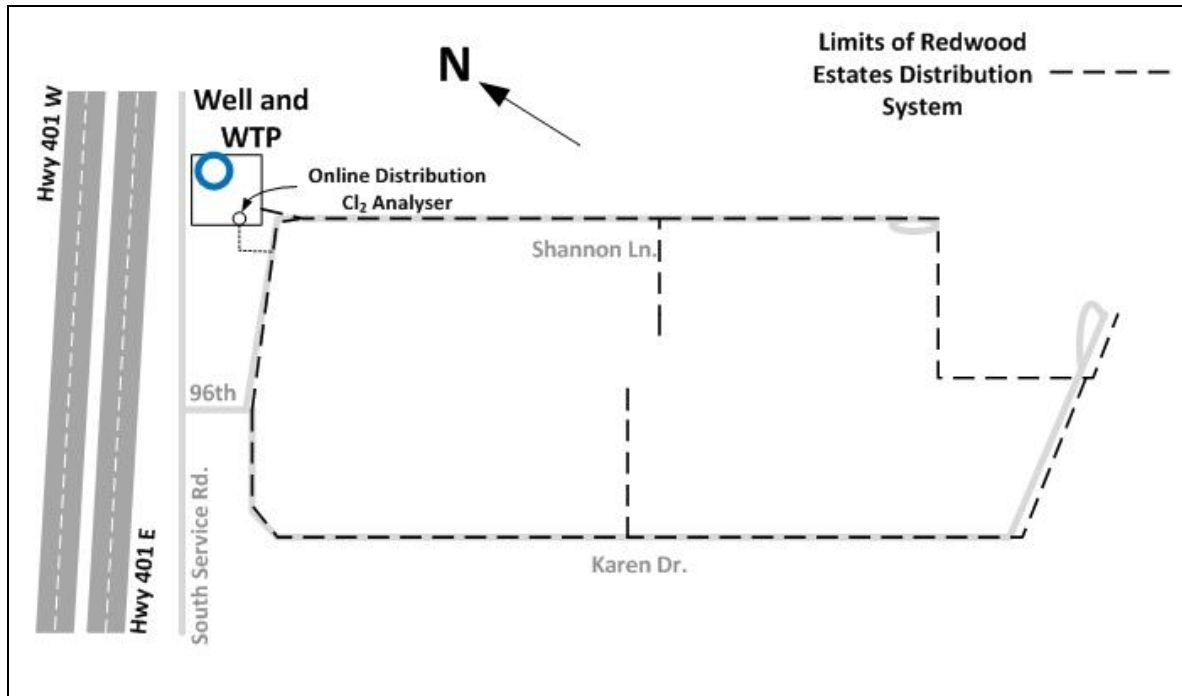 N
Limits of Redwood
Estates Distribution
System
Well and
WTP
Hwy 401 W
Online Distribution
Cl₂ Analyser
Shannon Ln.
96th
South Service Rd.
Hwy 401 E
Karen Dr.